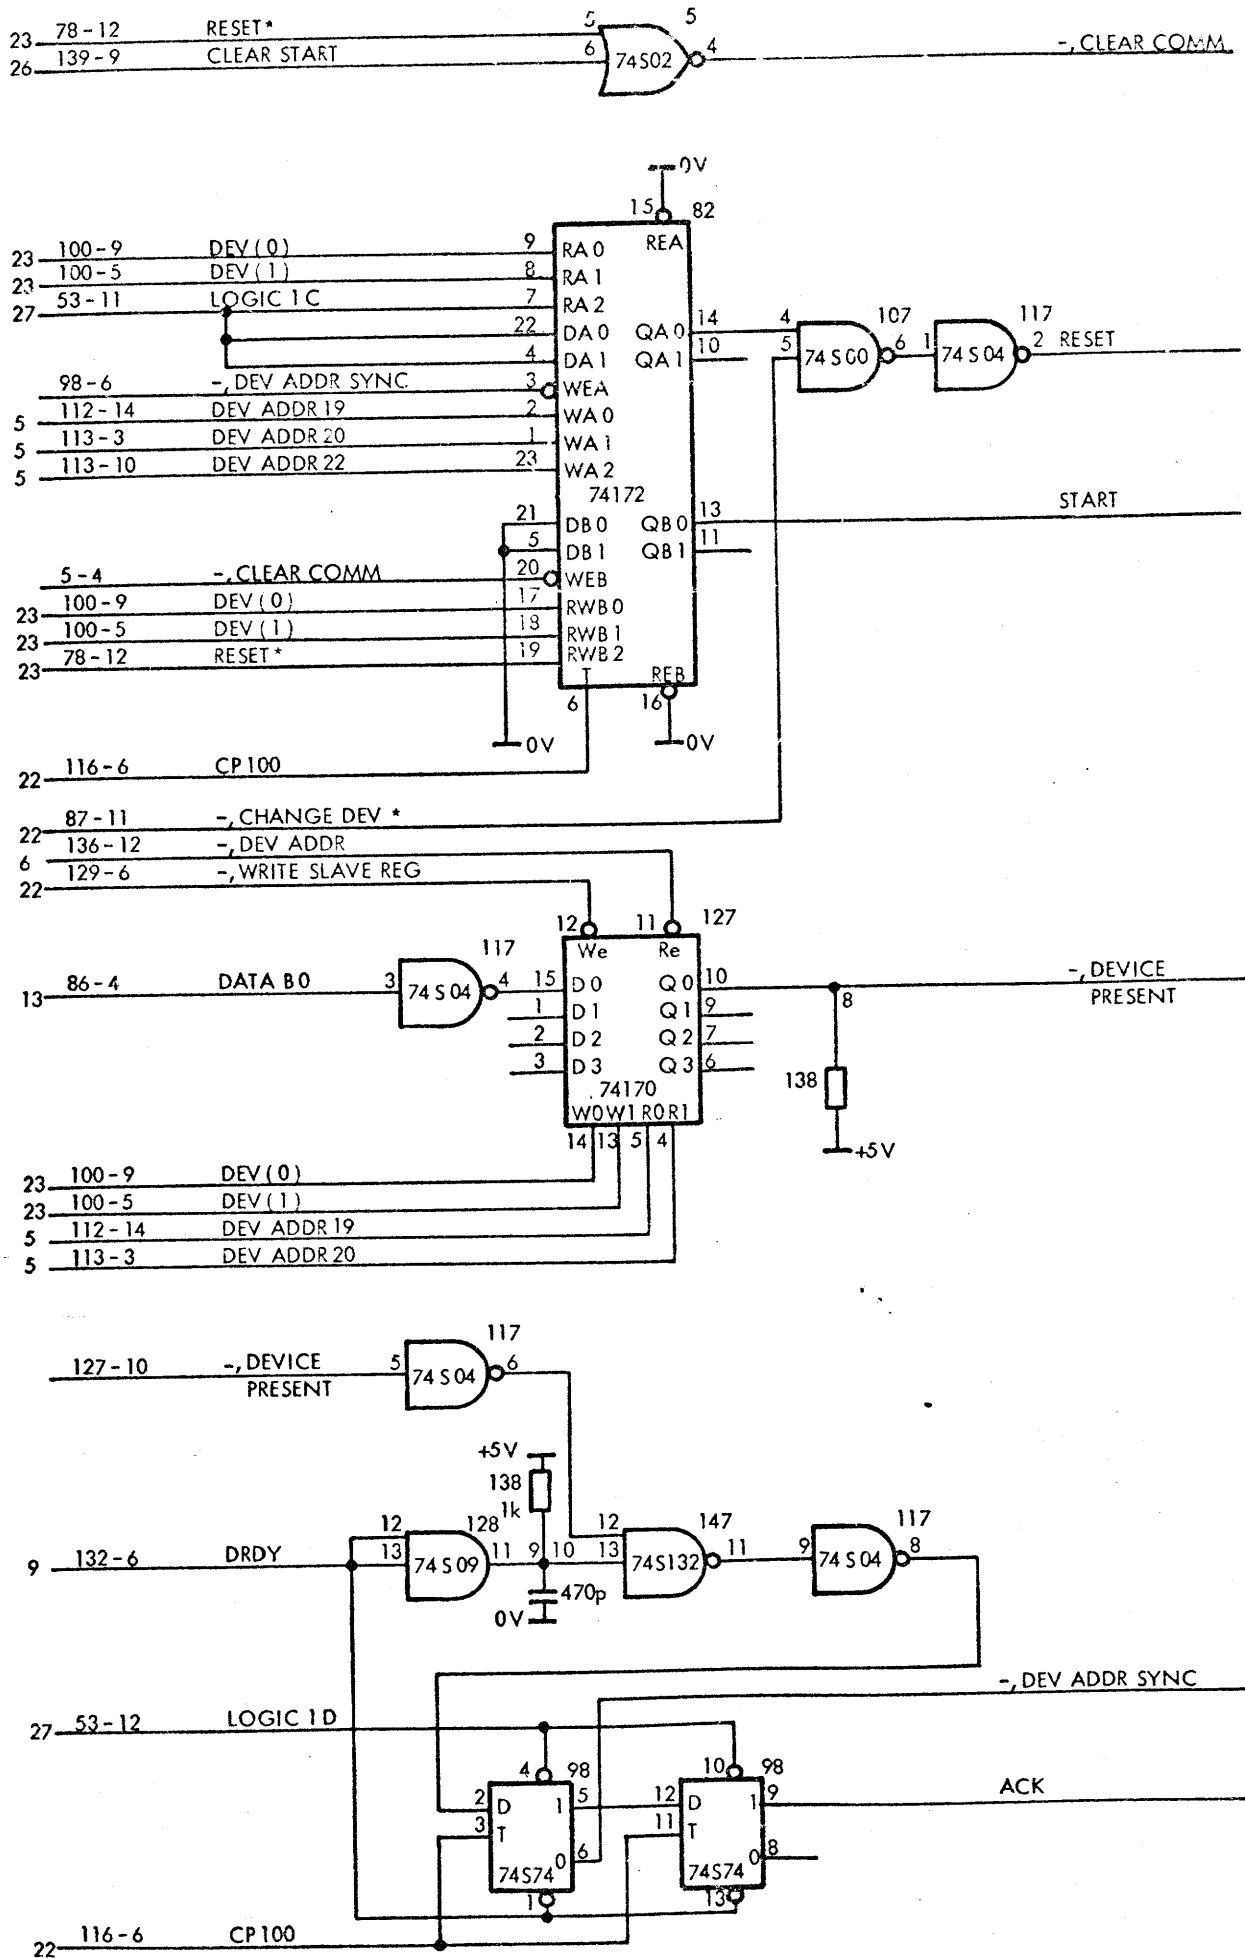 5 5
23 78-12 RESET*
6 74S02 4 -, CLEAR COMM
26 139-9 CLEAR START
0V
15 82
REA
23 100-9 DEV(0) 9 RA0
23 100-5 DEV(1) 8 RA1
27 53-11 LOGIC 1C 7 RA2
22 DA0 QA0 14 4 107 117
4 DA1 QA1 10 5 74S00 6 1 74S04 2 RESET
98-6 -, DEV ADDR SYNC 3 WEA
5 112-14 DEV ADDR 19 2 WA0
5 113-3 DEV ADDR 20 1 WA1
5 113-10 DEV ADDR 22 23 WA2
74172
21 DB0 QB0 13 START
5 DB1 QB1 11
5-4 -, CLEAR COMM 20 WEB
23 100-9 DEV(0) 17 RWB0
23 100-5 DEV(1) 18 RWB1
23 78-12 RESET* 19 RWB2
T REB
6 16
0V 0V
22 116-6 CP100
22 87-11 -, CHANGE DEV *
6 136-12 -, DEV ADDR
22 129-6 -, WRITE SLAVE REG
12 11 127
117 We Re
13 86-4 DATA B0 3 74S04 4 15 D0 Q0 10 -, DEVICE
PRESENT
8
1 D1 Q1 9
2 D2 Q2 7
3 D3 Q3 6
138
74170
W0 W1 R0 R1
14 13 5 4
+5V
23 100-9 DEV(0)
23 100-5 DEV(1)
5 112-14 DEV ADDR 19
5 113-3 DEV ADDR 20
117
127-10 -, DEVICE 5 74S04 6
PRESENT
+5V
138
1k
12 128 12 147 117
9 132-6 DRDY 13 74S09 11 9 10 13 74S132 11 9 74S04 8
470p
0V
-, DEV ADDR SYNC
27 53-12 LOGIC 1D
4 98 10 98
2 D 1 5 12 D 1 9 ACK
3 T 11 T
0 6 0 8
74S74 74S74
1 13
22 116-6 CP100